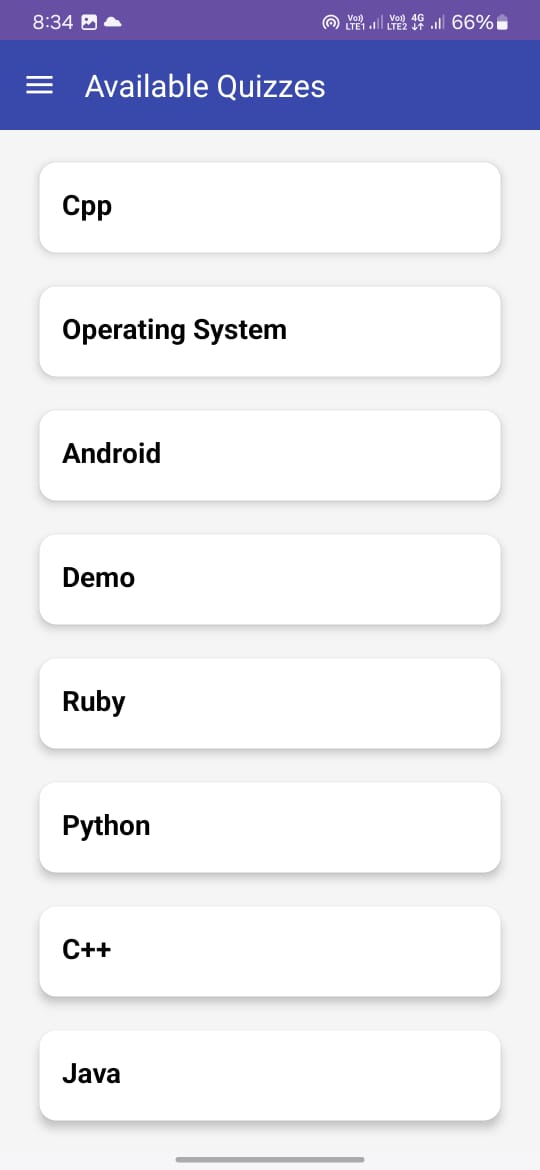 8:34 Vo)) LTE1 Vo)) LTE2 4G 66%
Available Quizzes
Cpp
Operating System
Android
Demo
Ruby
Python
C++
Java